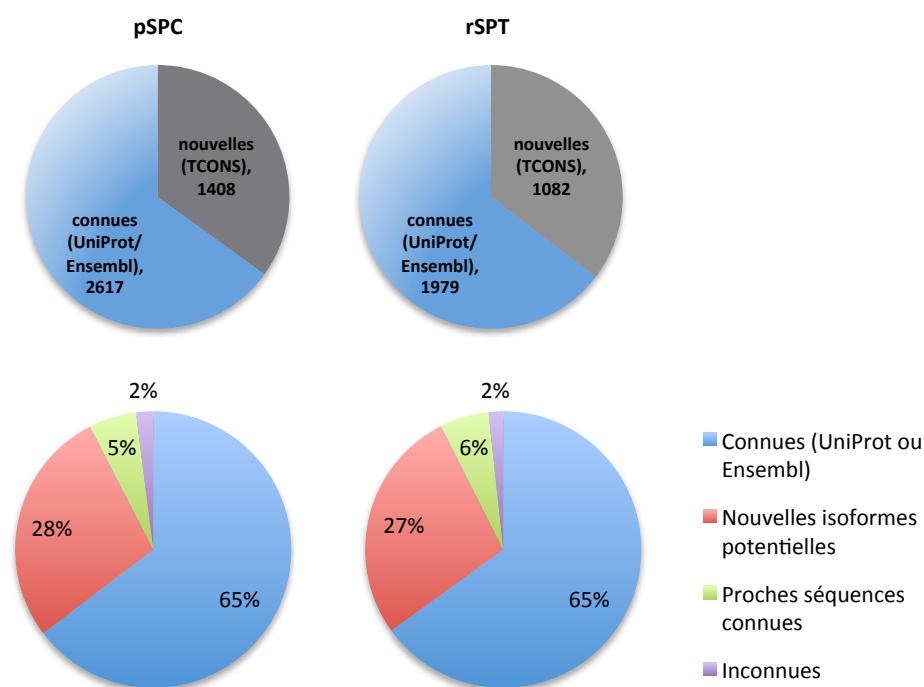 pSPC
rSPT
nouvelles
(TCONS),
1408
connues
(UniProt/
Ensembl),
2617
nouvelles
(TCONS),
1082
connues
(UniProt/
Ensembl),
1979
2%
5%
28%
65%
2%
6%
27%
65%
Connues (UniProt ou
Ensembl)
Nouvelles isoformes
potentielles
Proches séquences
connues
Inconnues